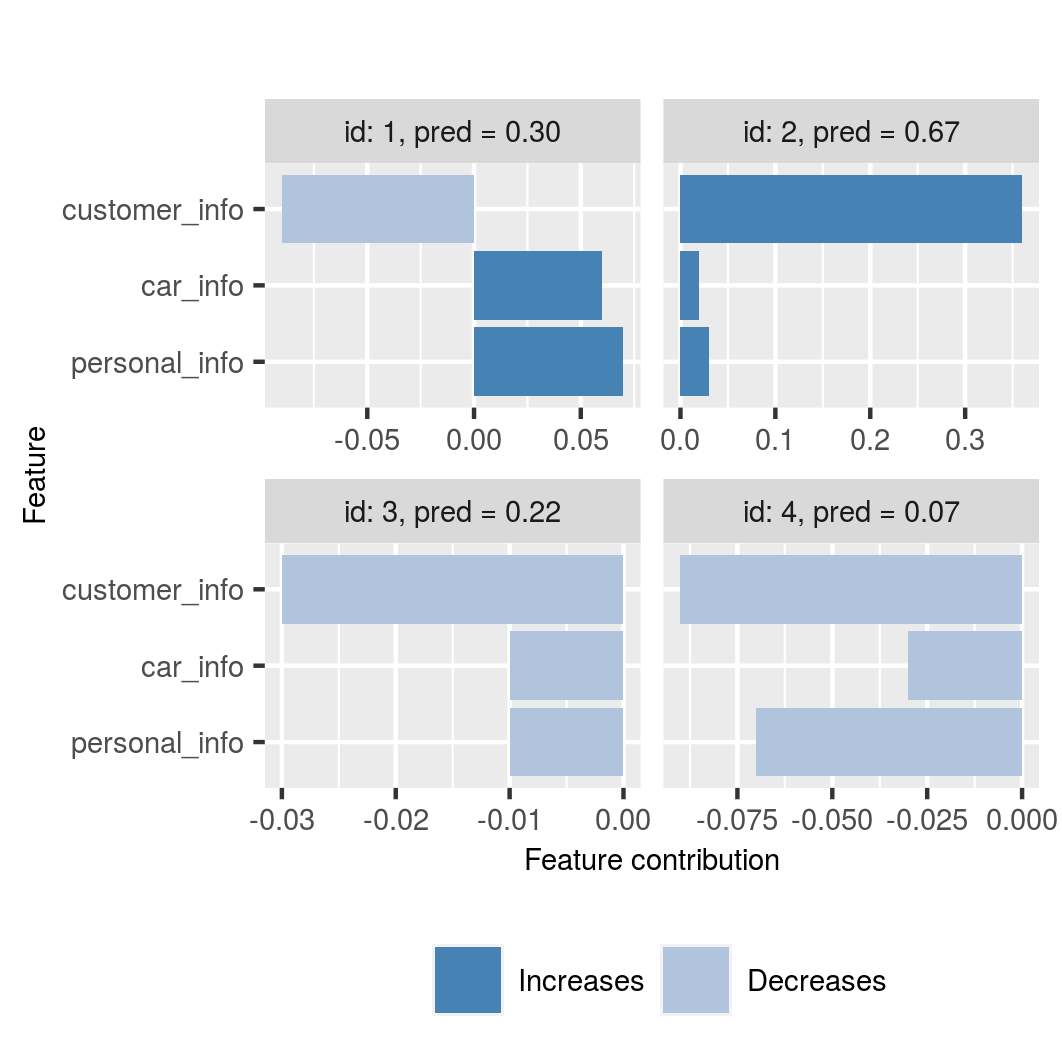 id: 1, pred = 0.30
id: 2, pred = 0.67
customer_info
car_info
personal_info
-0.05 0.00 0.05
0.0 0.1 0.2 0.3
Feature
id: 3, pred = 0.22
id: 4, pred = 0.07
customer_info
car_info
personal_info
-0.03 -0.02 -0.01 0.00
-0.075 -0.050 -0.025 0.000
Feature contribution
Increases
Decreases